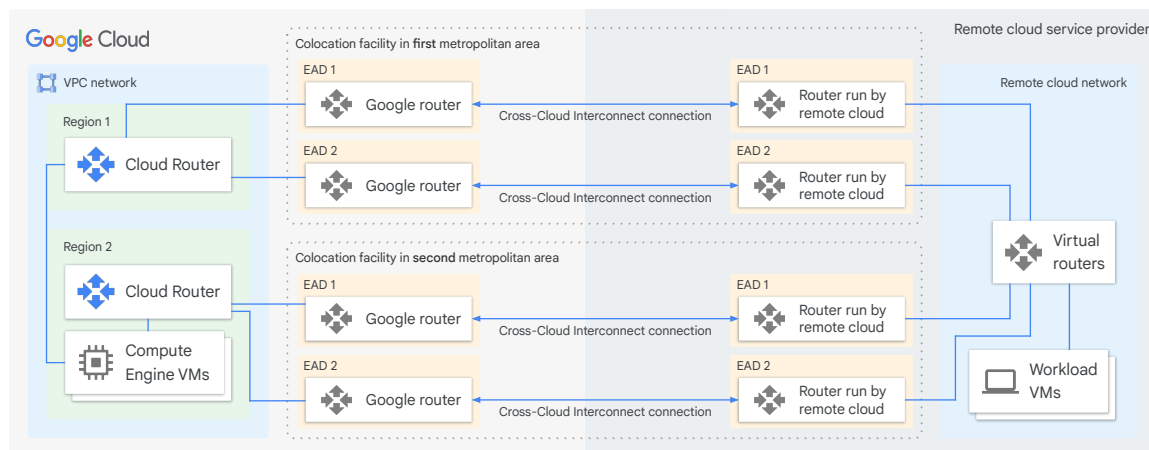 Google Cloud
VPC network
Region 1
Cloud Router
Region 2
Cloud Router
Compute
Engine VMs
Colocation facility in first metropolitan area
EAD 1
Google router
Cross-Cloud Interconnect connection
EAD 1
Router run by
remote cloud
EAD 2
Google router
Cross-Cloud Interconnect connection
EAD 2
Router run by
remote cloud
Colocation facility in second metropolitan area
EAD 1
Google router
Cross-Cloud Interconnect connection
EAD 1
Router run by
remote cloud
EAD 2
Google router
Cross-Cloud Interconnect connection
EAD 2
Router run by
remote cloud
Remote cloud service provider
Remote cloud network
Virtual
routers
Workload
VMs